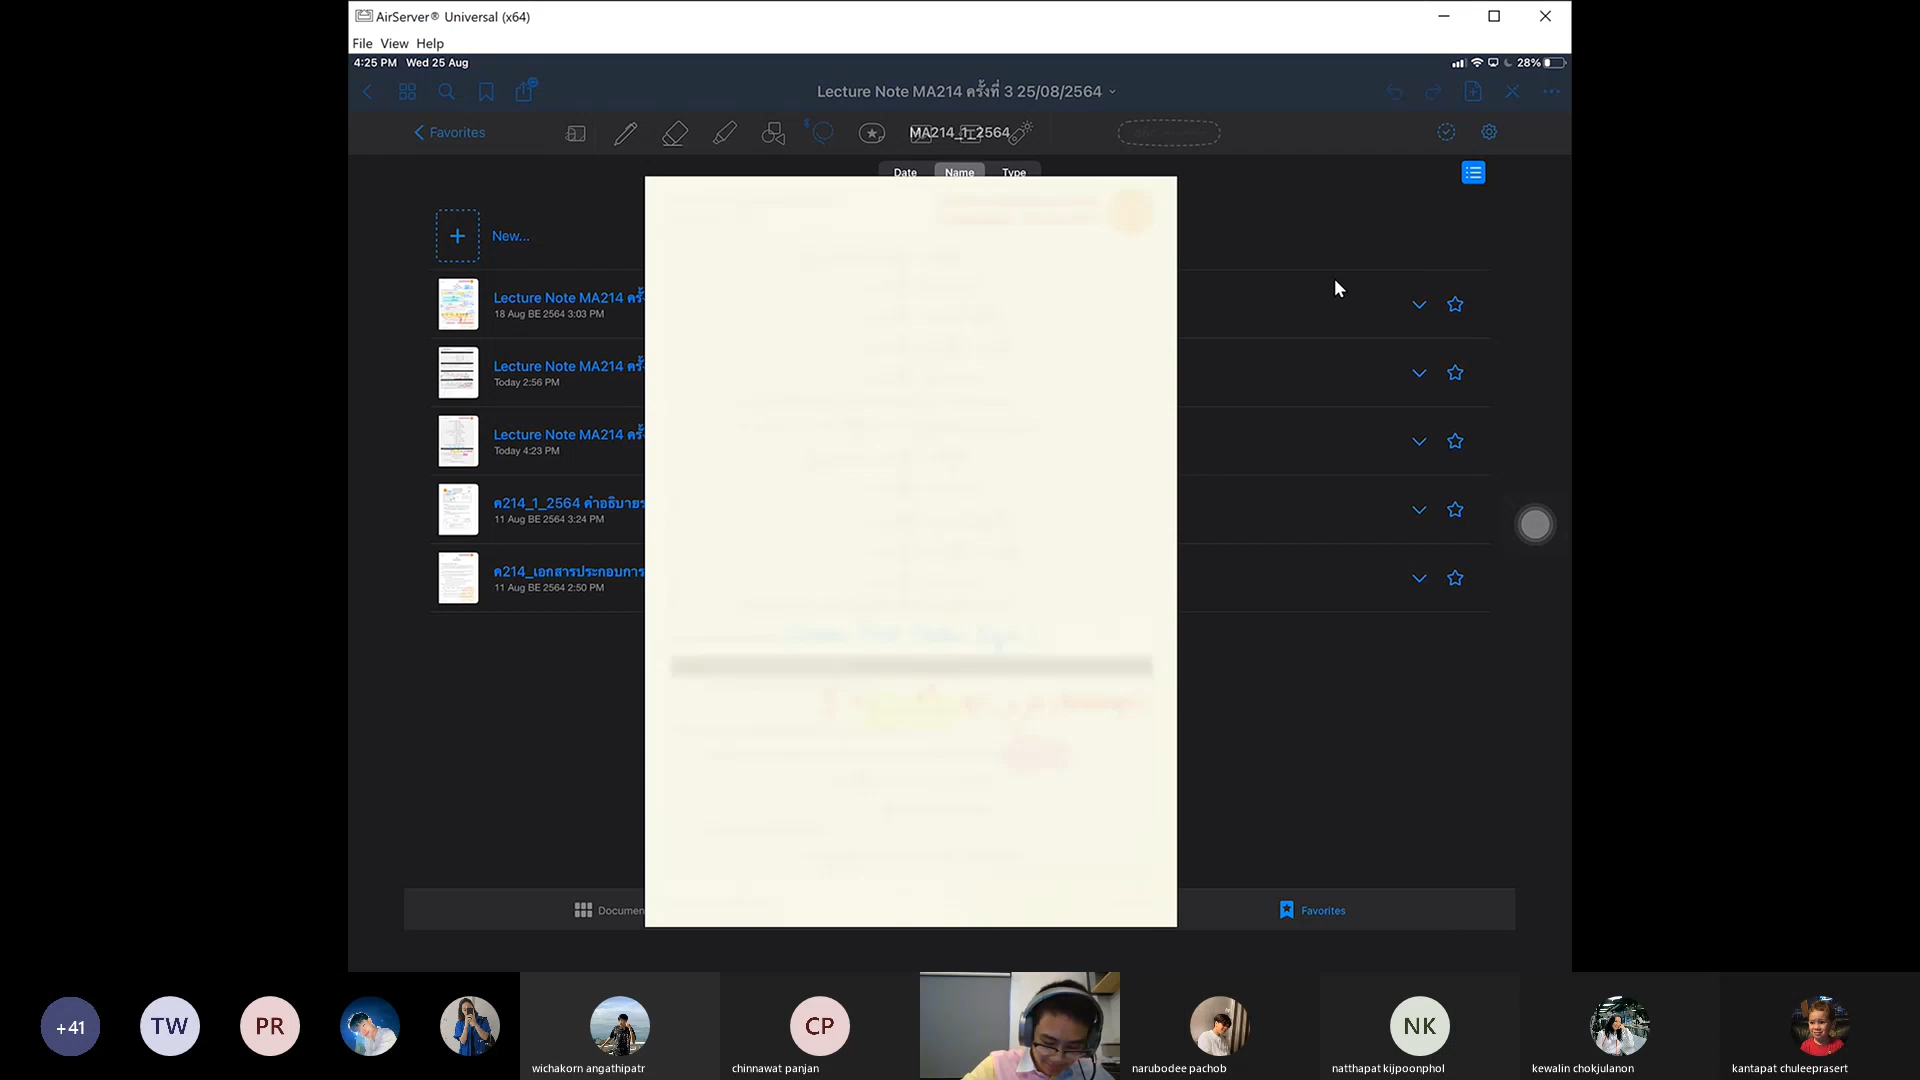 AirServer® Universal (x64)
File View Help
4:25 PM Wed 25 Aug
28%
Lecture Note MA214 ครั้งที่ 3 25/08/2564
Favorites
MA214_1_2564
Date Name Type
New...
Lecture Note MA214 ครั้
18 Aug BE 2564 3:03 PM
Lecture Note MA214 ครั้
Today 2:56 PM
Lecture Note MA214 ครั้
Today 4:23 PM
ค214_1_2564 คำอธิบายร
11 Aug BE 2564 3:24 PM
ค214_เอกสารประกอบการ
11 Aug BE 2564 2:50 PM
Documen
Favorites
+41
TW
PR
CP
NK
wichakorn angathipatr
chinnawat panjan
narubodee pachob
natthapat kijpoonphol
kewalin chokjulanon
kantapat chuleeprasert